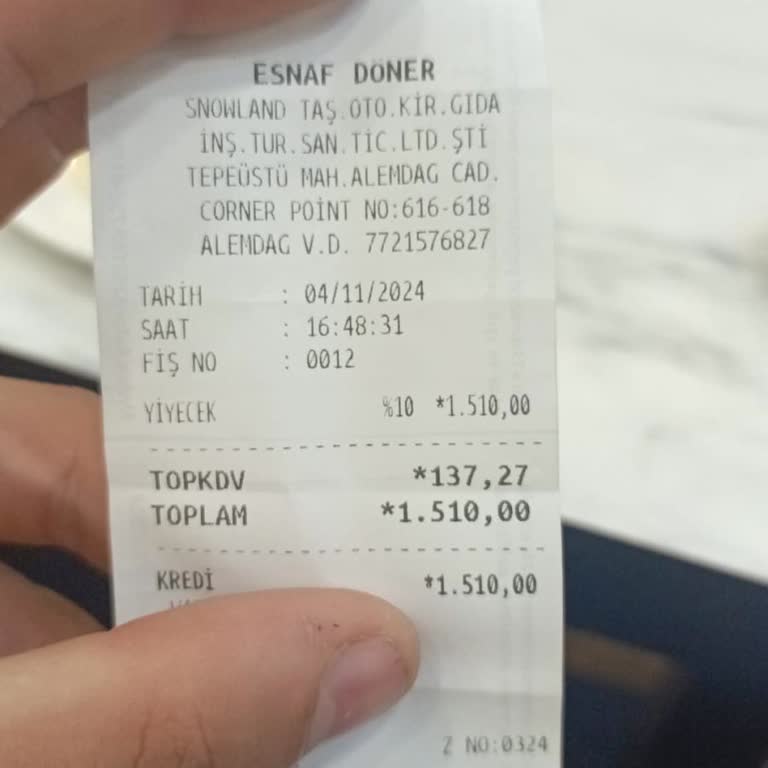 ESNAF DÖNER
SNOWLAND TAŞ.OTO.KİR.GIDA
İNŞ.TUR.SAN.TİC.LTD.ŞTİ
TEPEÜSTÜ MAH.ALEMDAG CAD.
CORNER POİNT NO:616-618
ALEMDAG V.D. 7721576827
TARİH : 04/11/2024
SAAT : 16:48:31
FİŞ NO : 0012
YİYECEK %10 *1.510,00
TOPKDV *137,27
TOPLAM *1.510,00
KREDİ *1.510,00
Z NO:0324